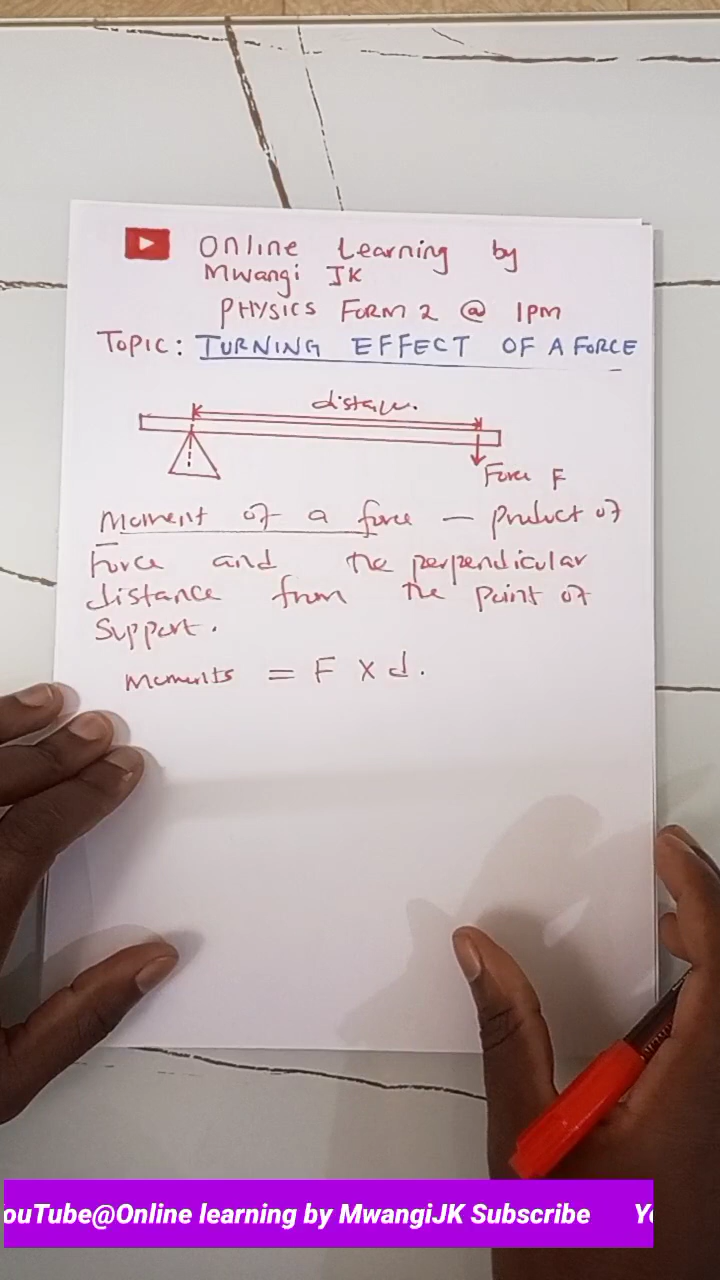 Online Learning by
Mwangi JK
PHYSICS FORM 2 @ 1PM
TOPIC: TURNING EFFECT OF A FORCE
distance.
Force F
Moment of a force – product of
Force and the perpendicular
distance from the point of
Support.
Moments = F x d.
ouTube@Online learning by MwangiJK Subscribe Yo